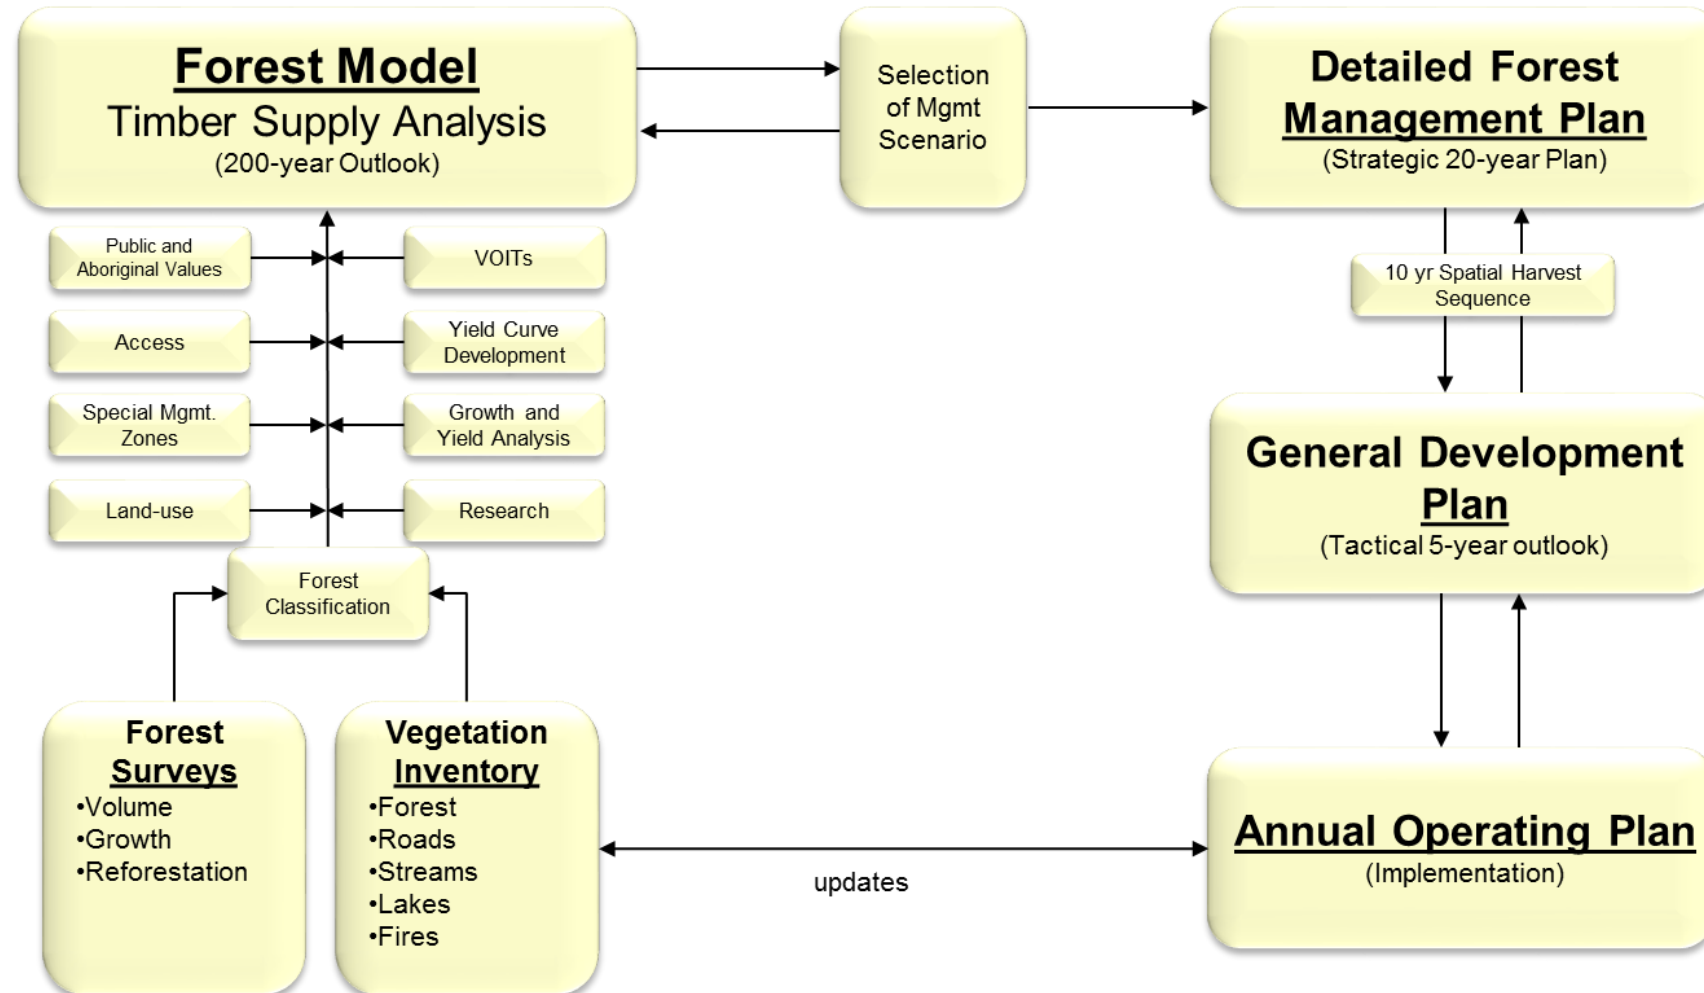 Forest Model
Timber Supply Analysis
(200-year Outlook)
Selection
of Mgmt
Scenario
Detailed Forest
Management Plan
(Strategic 20-year Plan)
Public and
Aboriginal Values
VOITs
10 yr Spatial Harvest
Sequence
Access
Yield Curve
Development
Special Mgmt.
Zones
Growth and
Yield Analysis
General Development
Plan
(Tactical 5-year outlook)
Land-use
Research
Forest
Classification
Forest
Surveys
•Volume
•Growth
•Reforestation
Vegetation
Inventory
•Forest
•Roads
•Streams
•Lakes
•Fires
updates
Annual Operating Plan
(Implementation)